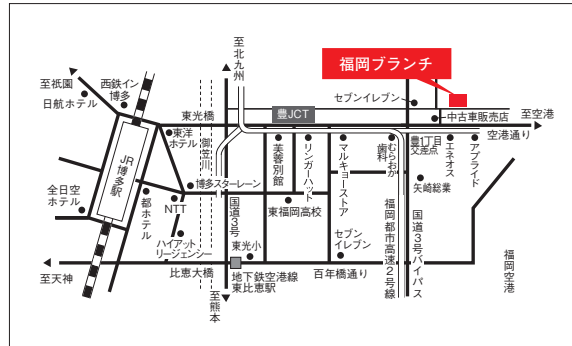 至北九州
福岡ブランチ
至祇園
西鉄イン
博多
日航ホテル
東光橋
豊JCT
セブンイレブン
中古車販売店
至空港
空港通り
東洋
ホテル
御笠川
芙蓉別館
リンガーハット
マルキョーストア
むらおか
歯科
豊1丁目
交差点
エネオス
アプライド
JR
博多駅
矢崎総業
全日空
ホテル
都ホテル
NTT
博多スターレーン
国道3号
東福岡高校
ハイアット
リージェンシー
東光小
セブン
イレブン
福岡都市高速2号線
国道3号バイパス
福岡空港
至天神
比恵大橋
地下鉄空港線
東比恵駅
百年橋通り
至熊本